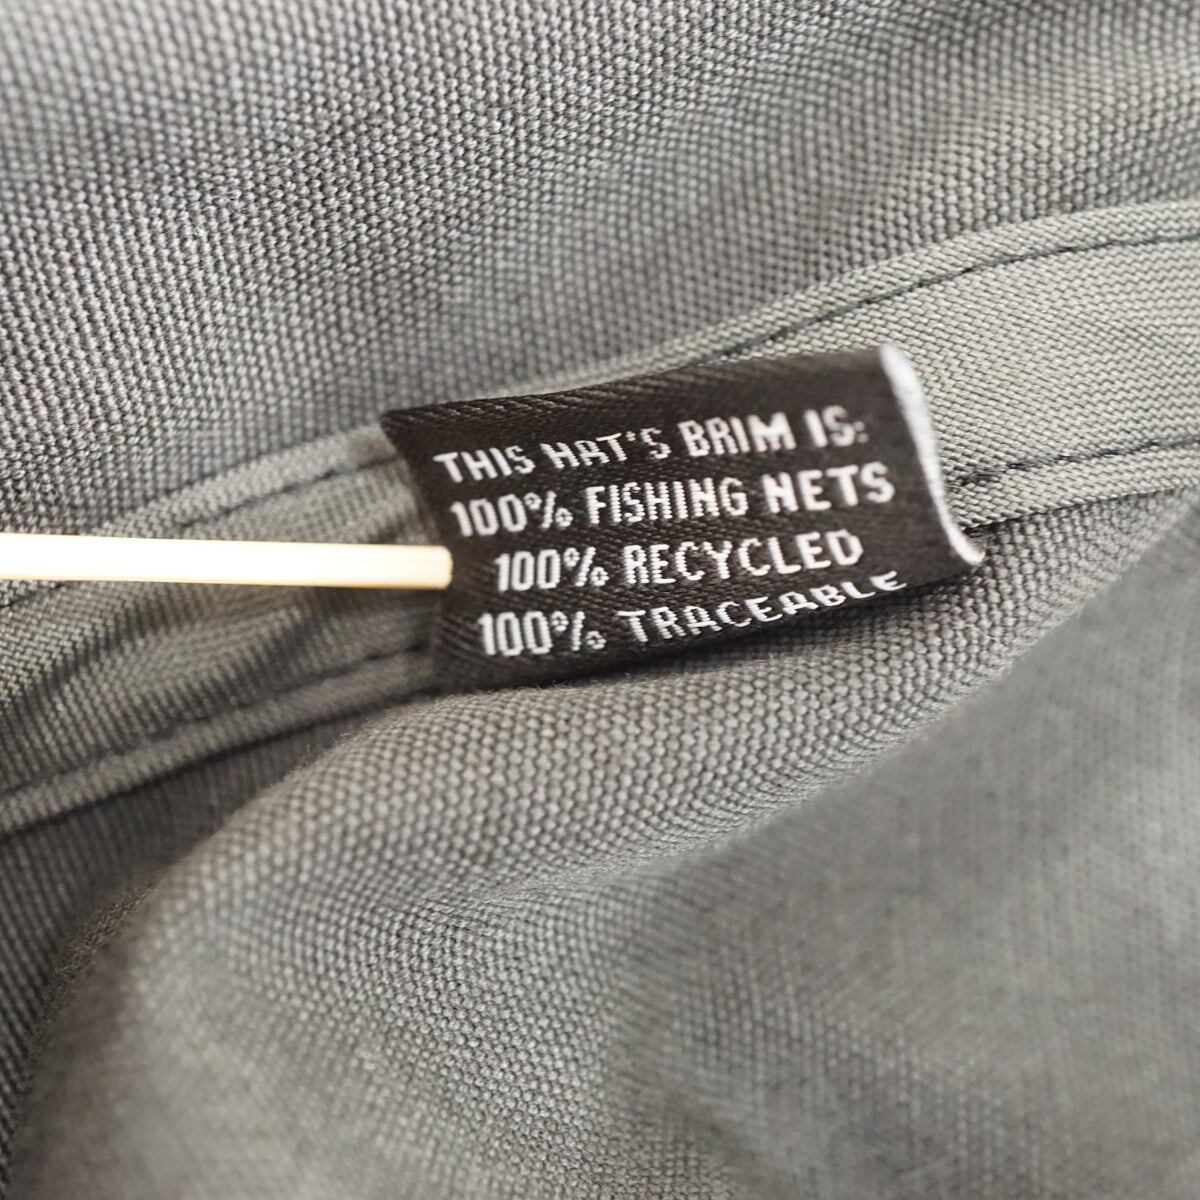 THIS HAT'S BRIM IS:
100% FISHING NETS
100% RECYCLED
100% TRACEABLE